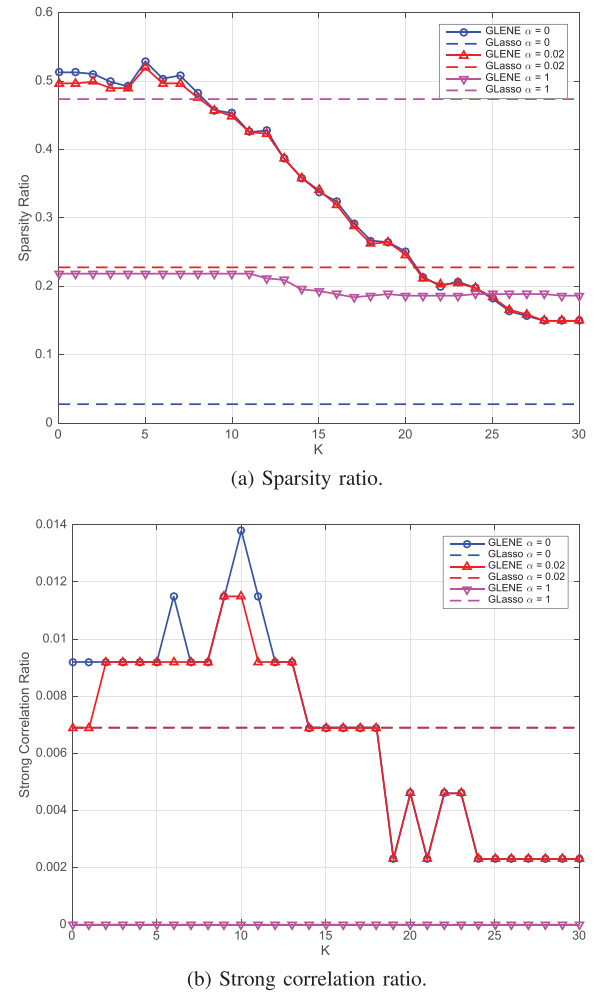 0.6
0.5
0.4
0.3
0.2
0.1
0
Sparsity Ratio
GLENE α = 0
GLasso α = 0
GLENE α = 0.02
GLasso α = 0.02
GLENE α = 1
GLasso α = 1
0 5 10 15 20 25 30
K
(a) Sparsity ratio.
0.014
0.012
0.01
0.008
0.006
0.004
0.002
0
Strong Correlation Ratio
GLENE α = 0
GLasso α = 0
GLENE α = 0.02
GLasso α = 0.02
GLENE α = 1
GLasso α = 1
0 5 10 15 20 25 30
K
(b) Strong correlation ratio.